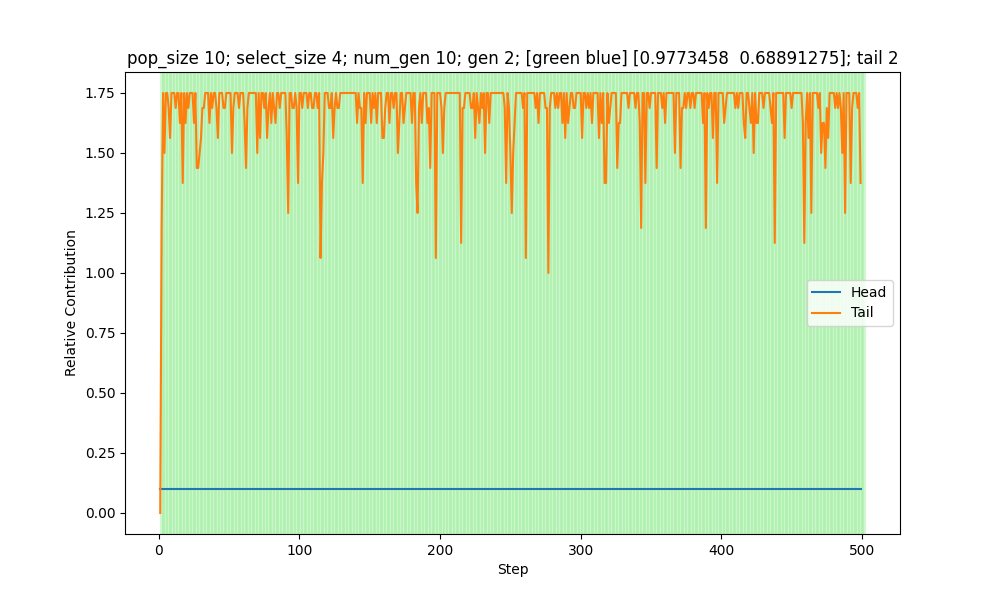 pop_size 10; select_size 4; num_gen 10; gen 2; [green blue] [0.9773458  0.68891275]; tail 2
1.75
1.50
1.25
1.00
0.75
0.50
0.25
0.00
Relative Contribution
Head
Tail
0 100 200 300 400 500
Step